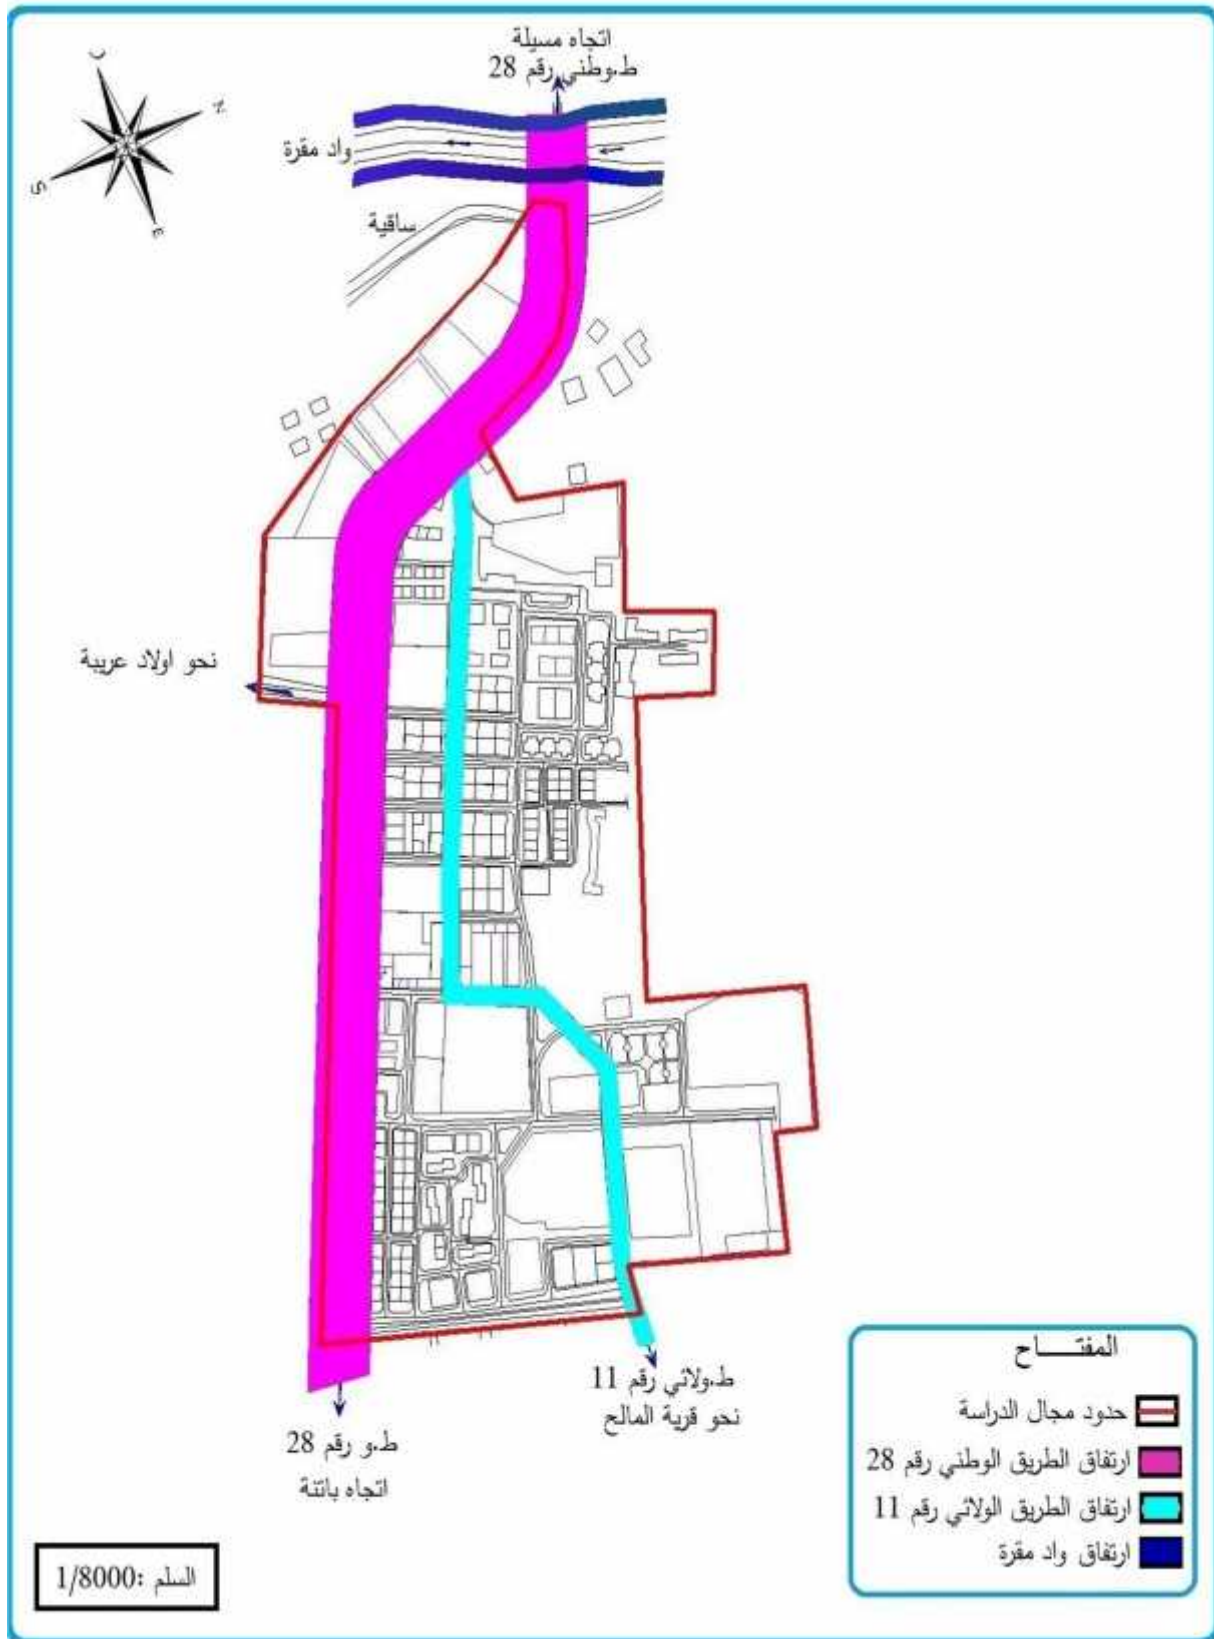 اتجاه مسيلة
ط.وطني رقم 28
N
S
E
واد مقرة
ساقية
نحو اولاد عريبة
ط.ولائي رقم 11
نحو قرية المالح
ط.و رقم 28
اتجاه باتنة
المفتـــاح
حدود مجال الدراسة
ارتفاق الطريق الوطني رقم 28
ارتفاق الطريق الولائي رقم 11
ارتفاق واد مقرة
السلم :1/8000